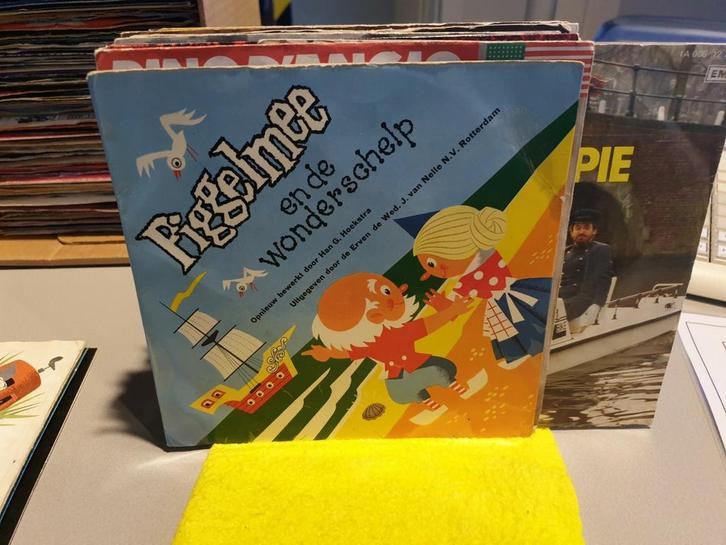 DINO D'ANGIO
Piggelmee
en de
wonderschelp
Opnieuw bewerkt door Han G. Hoekstra
Uitgegeven door de Erven de Wed. J. van Nelle N.V. Rotterdam
PIE
EM